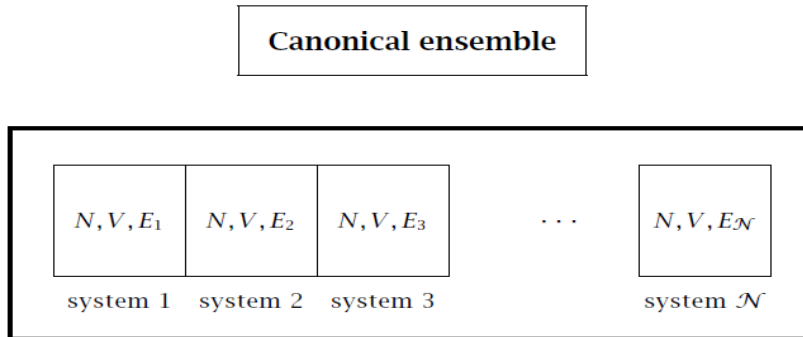 Canonical ensemble
N, V, E₁ N, V, E₂ N, V, E₃ · · · N, V, E𝒩
system 1 system 2 system 3 system 𝒩